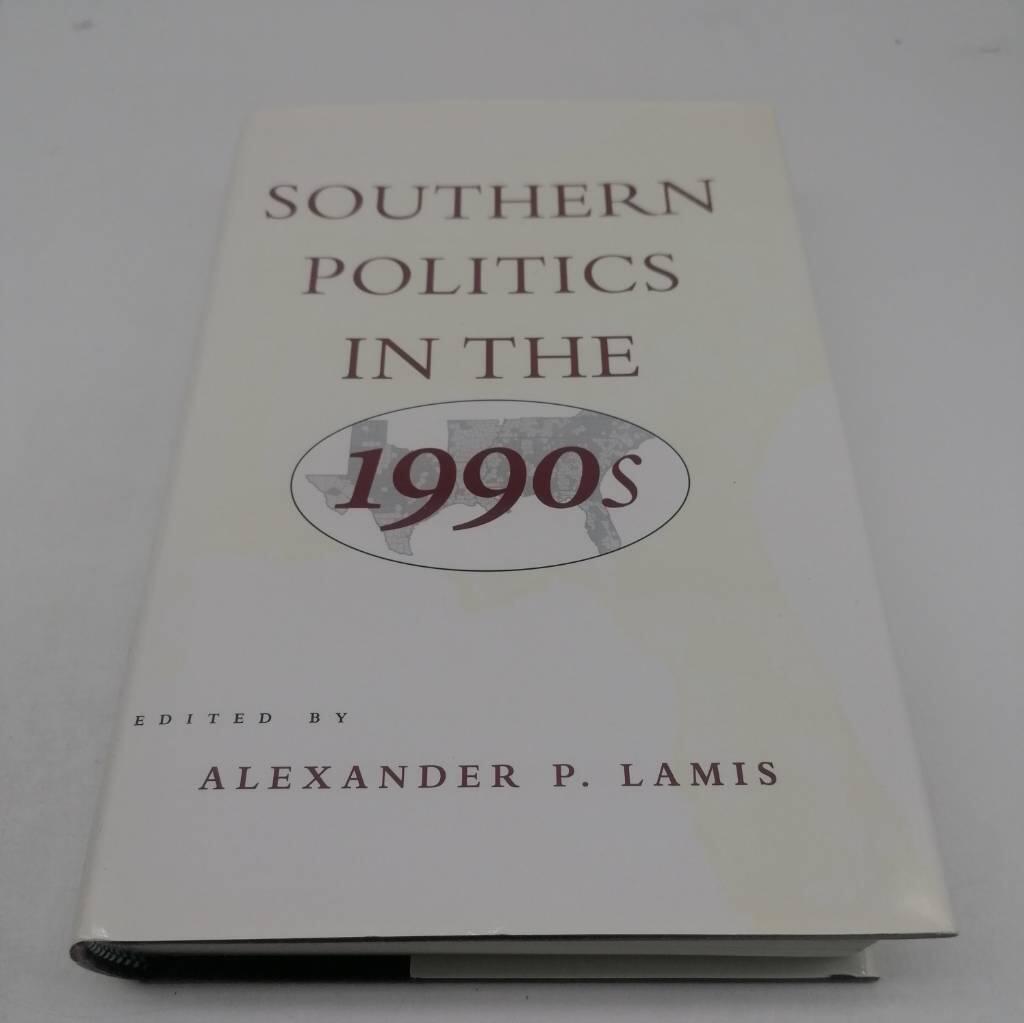 SOUTHERN
POLITICS
IN THE
1990s
EDITED BY
ALEXANDER P. LAMIS